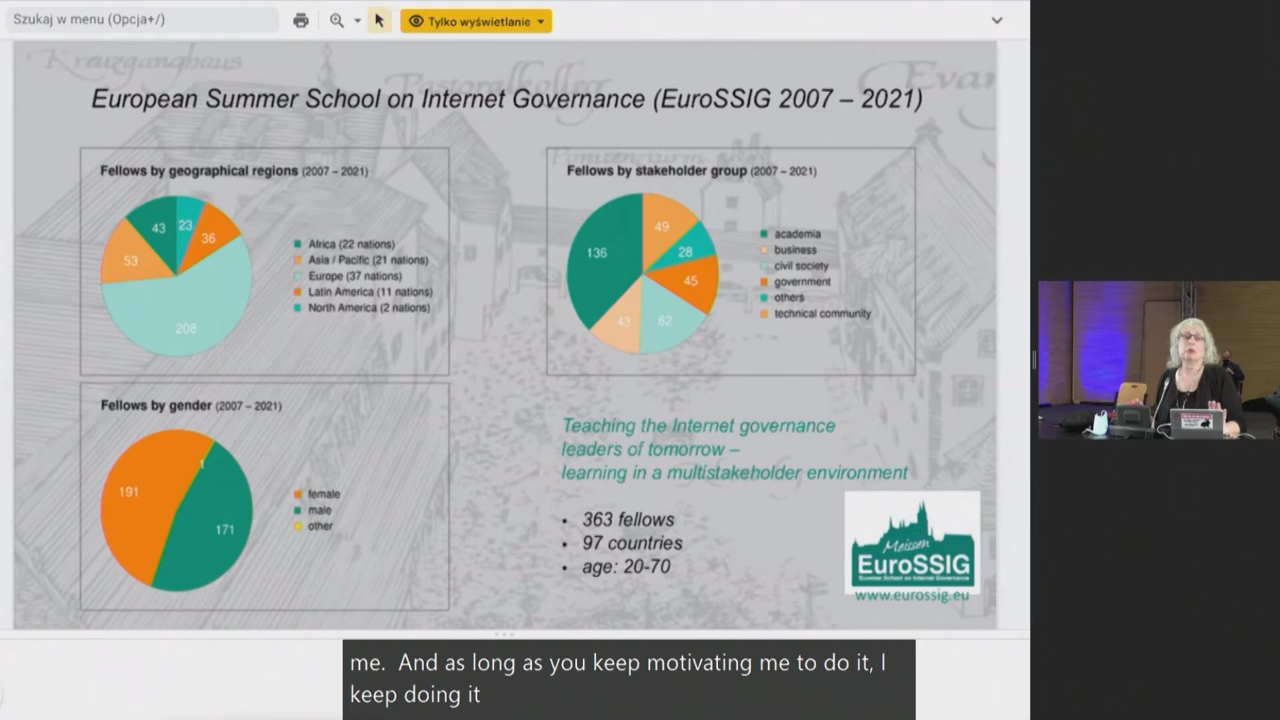 Szukaj w menu (Opcja+/)
Tylko wyświetlanie
Kreuzganghaus
Pastoralkolleg
Evan
European Summer School on Internet Governance (EuroSSIG 2007 – 2021)
Fellows by geographical regions (2007 – 2021)
43
23
36
53
208
Africa (22 nations)
Asia / Pacific (21 nations)
Europe (37 nations)
Latin America (11 nations)
North America (2 nations)
Fellows by stakeholder group (2007 – 2021)
136
49
28
45
62
43
academia
business
civil society
government
others
technical community
Fellows by gender (2007 – 2021)
191
1
171
female
male
other
Teaching the Internet governance
leaders of tomorrow –
learning in a multistakeholder environment
• 363 fellows
• 97 countries
• age: 20-70
Meissen
EuroSSIG
Summer School on Internet Governance
www.eurossig.eu
me. And as long as you keep motivating me to do it, I
keep doing it